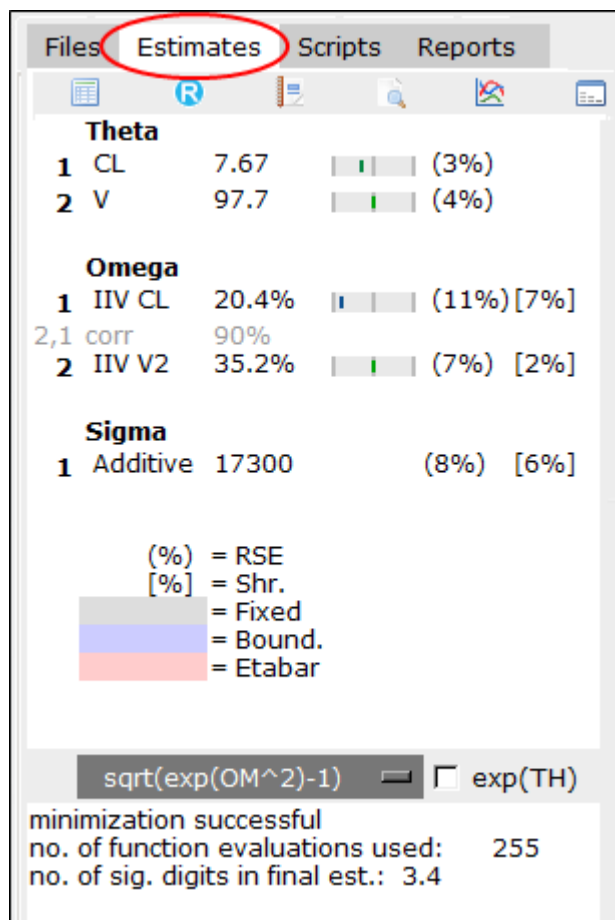 Files Estimates Scripts Reports
R
Theta
1 CL 7.67 (3%)
2 V 97.7 (4%)
Omega
1 IIV CL 20.4% (11%) [7%]
2,1 corr 90%
2 IIV V2 35.2% (7%) [2%]
Sigma
1 Additive 17300 (8%) [6%]
(%) = RSE
[%] = Shr.
= Fixed
= Bound.
= Etabar
sqrt(exp(OM^2)-1) exp(TH)
minimization successful
no. of function evaluations used: 255
no. of sig. digits in final est.: 3.4